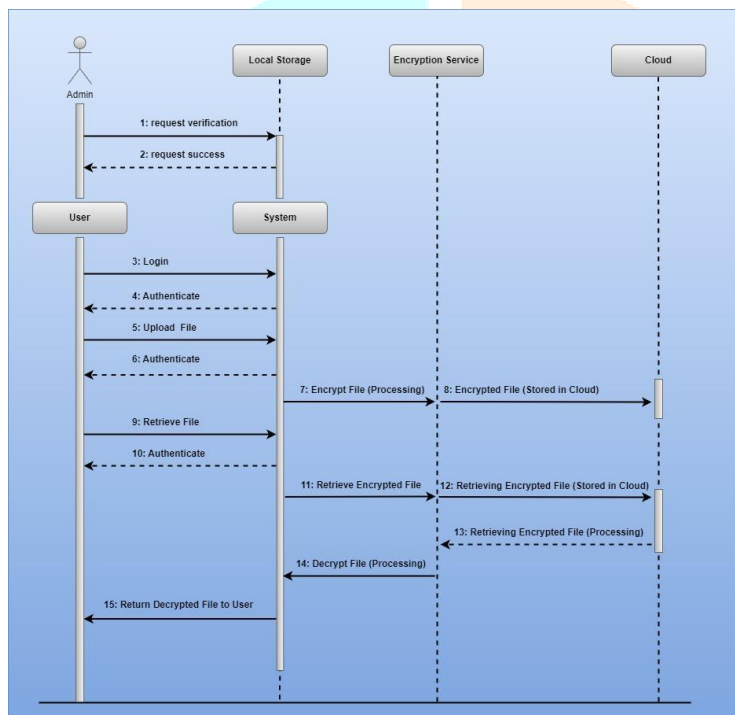 Local Storage
Encryption Service
Cloud
Admin
1: request verification
2: request success
User
System
3: Login
4: Authenticate
5: Upload File
6: Authenticate
7: Encrypt File (Processing)
8: Encrypted File (Stored in Cloud)
9: Retrieve File
10: Authenticate
11: Retrieve Encrypted File
12: Retrieving Encrypted File (Stored in Cloud)
13: Retrieving Encrypted File (Processing)
14: Decrypt File (Processing)
15: Return Decrypted File to User